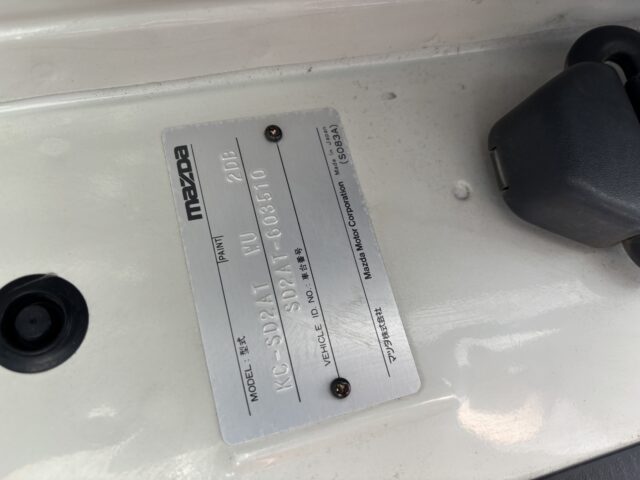 mazda
PAINT 2DB
MODEL: 型式 KC-SD2AT
SD2AT-603510
VEHICLE ID. NO.: 車台番号
マツダ株式会社 Mazda Motor Corporation Made in Japan
(S083A)